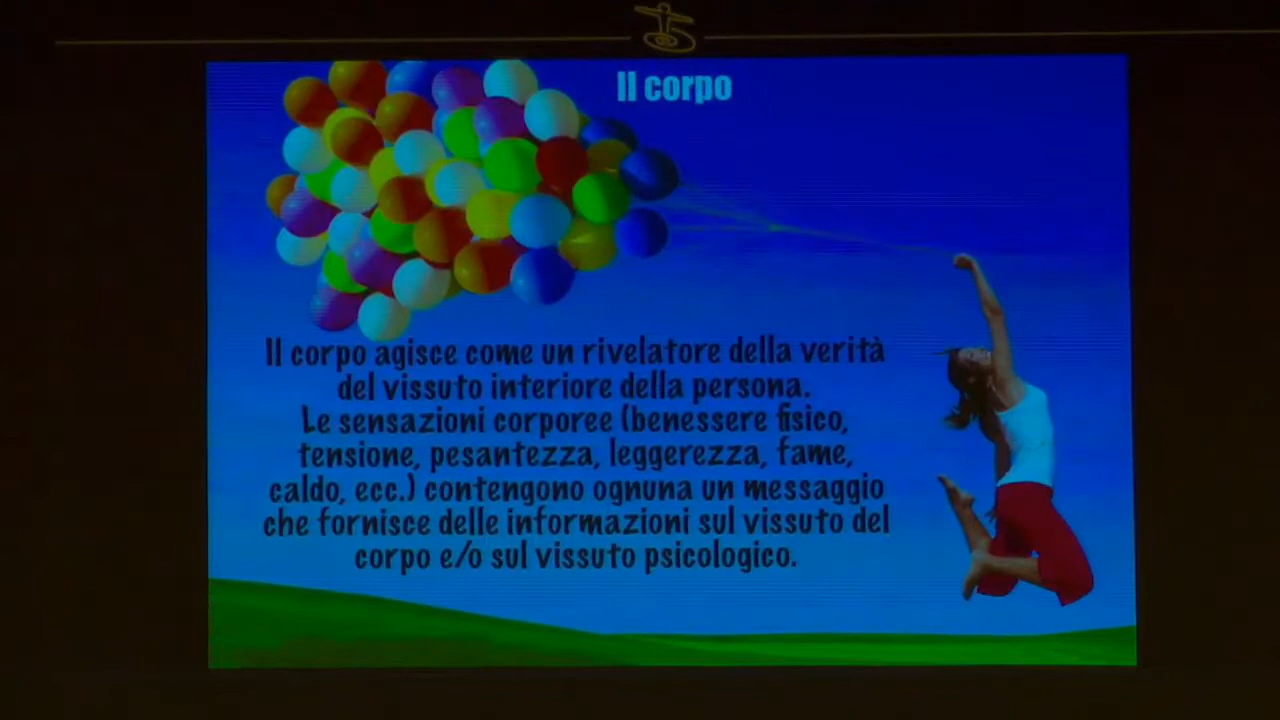 Il corpo
Il corpo agisce come un rivelatore della verità
del vissuto interiore della persona.
Le sensazioni corporee (benessere fisico,
tensione, pesantezza, leggerezza, fame,
caldo, ecc.) contengono ognuna un messaggio
che fornisce delle informazioni sul vissuto del
corpo e/o sul vissuto psicologico.